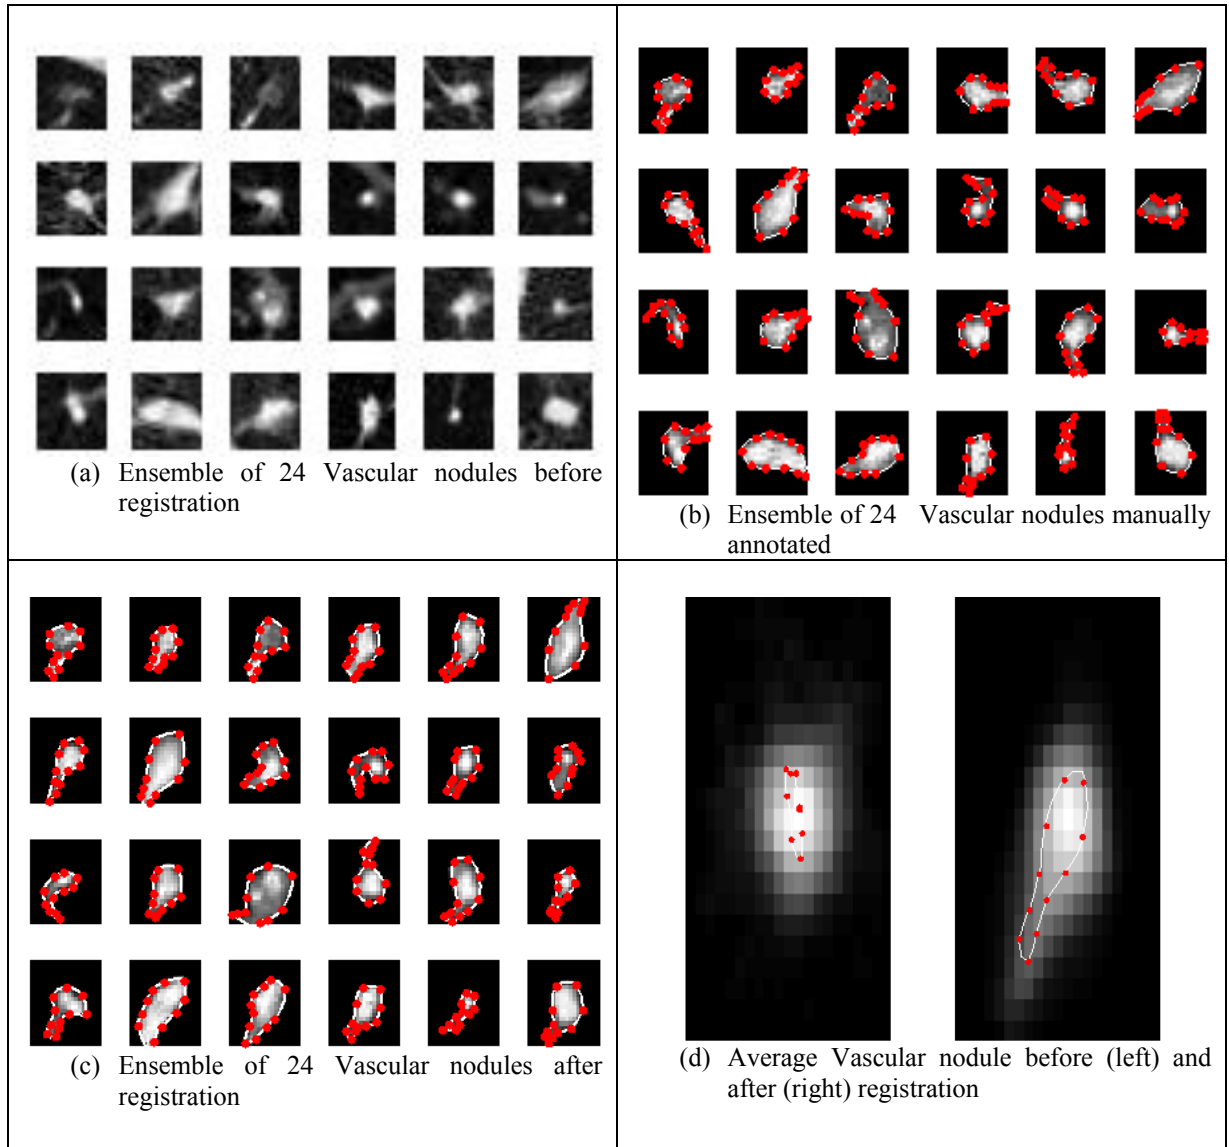 (a) Ensemble of 24 Vascular nodules before
registration
(b) Ensemble of 24 Vascular nodules manually
annotated
(c) Ensemble of 24 Vascular nodules after
registration
(d) Average Vascular nodule before (left) and
after (right) registration